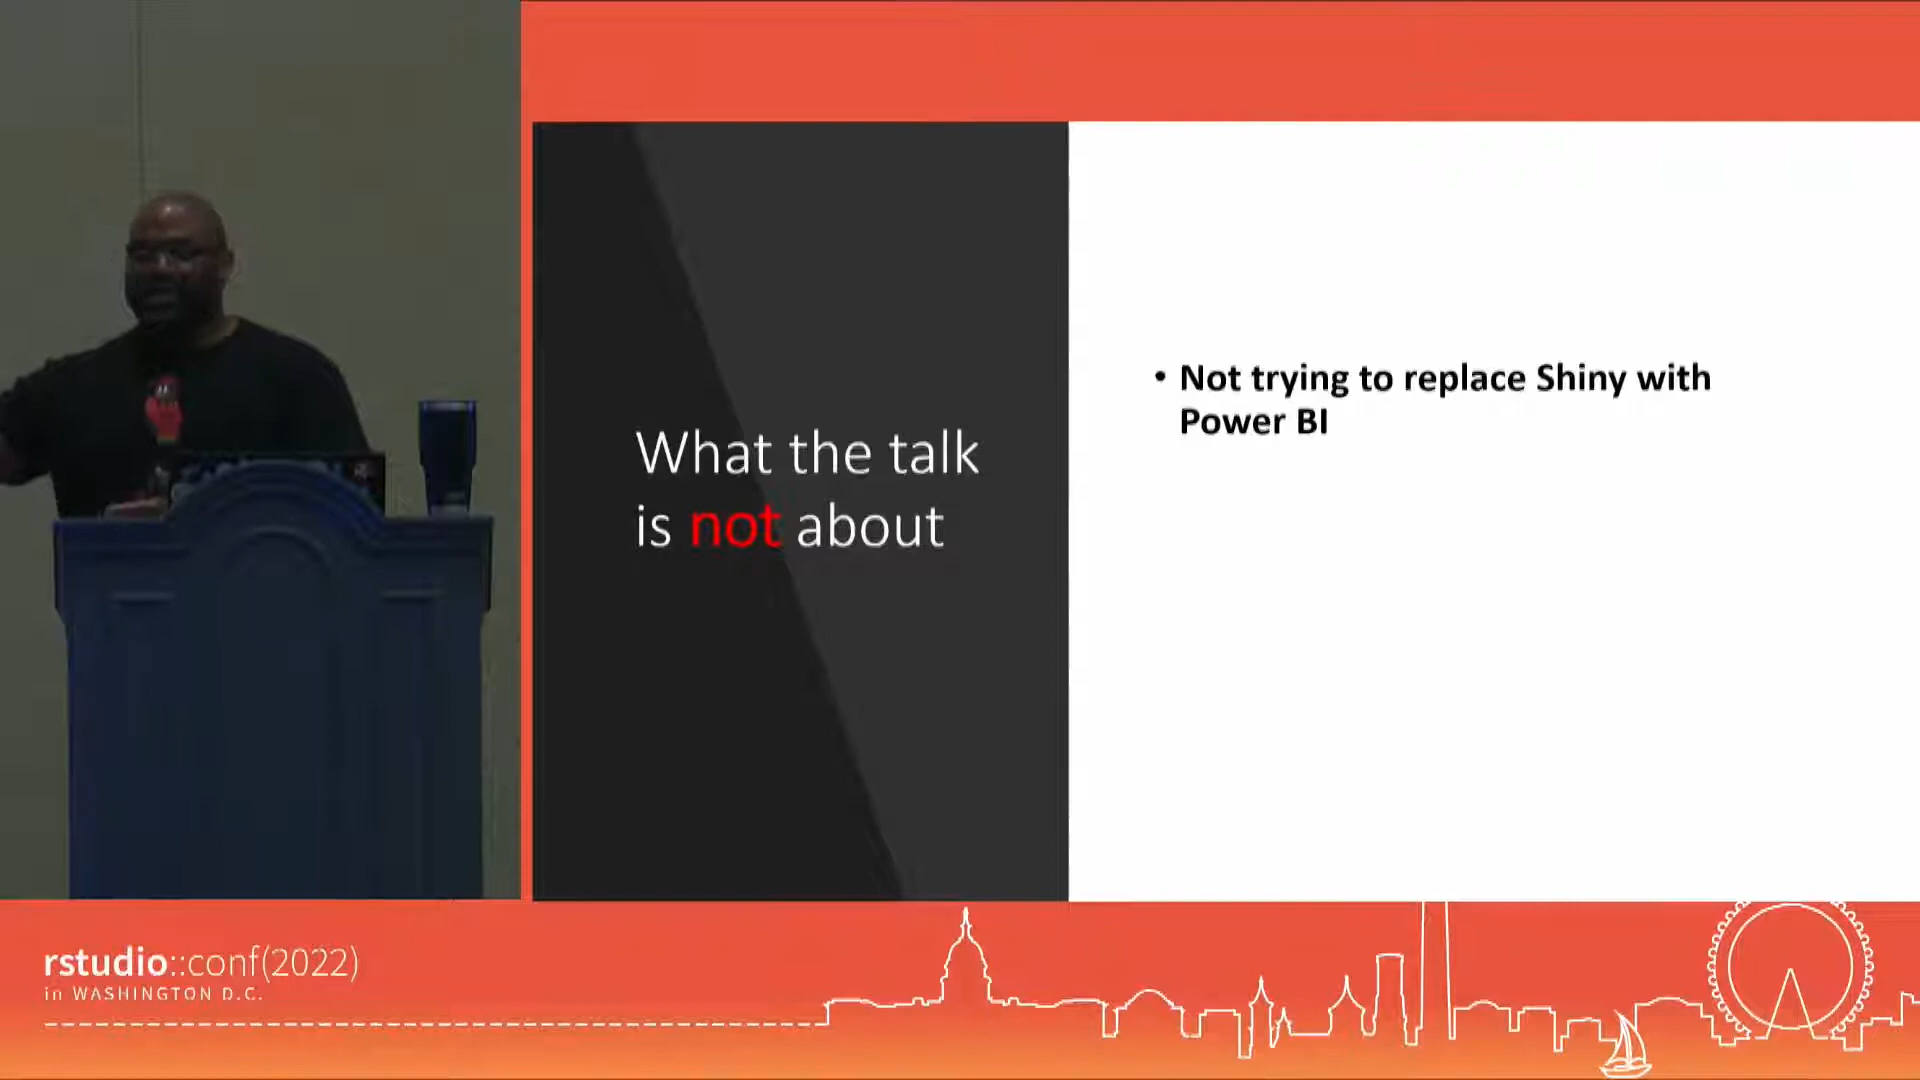 What the talk
is not about
• Not trying to replace Shiny with
Power BI
rstudio::conf(2022)
in WASHINGTON D.C.